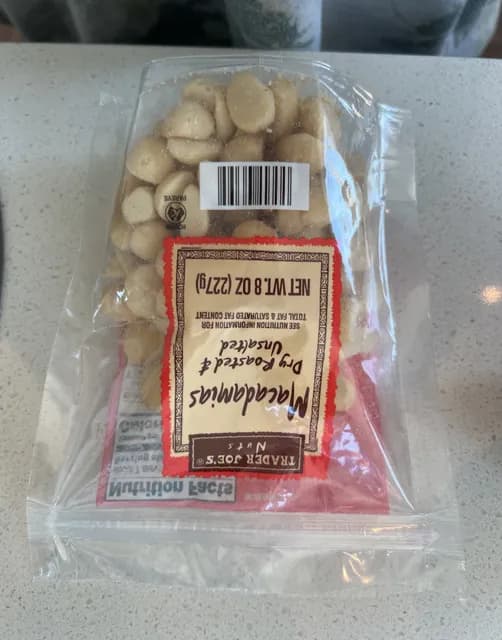 TRADER JOE'S®
Nuts
Macadamias
Dry Roasted &
Unsalted
SEE NUTRITION INFORMATION FOR
TOTAL FAT & SATURATED FAT CONTENT
NET WT. 8 OZ (227g)
Nutrition Facts